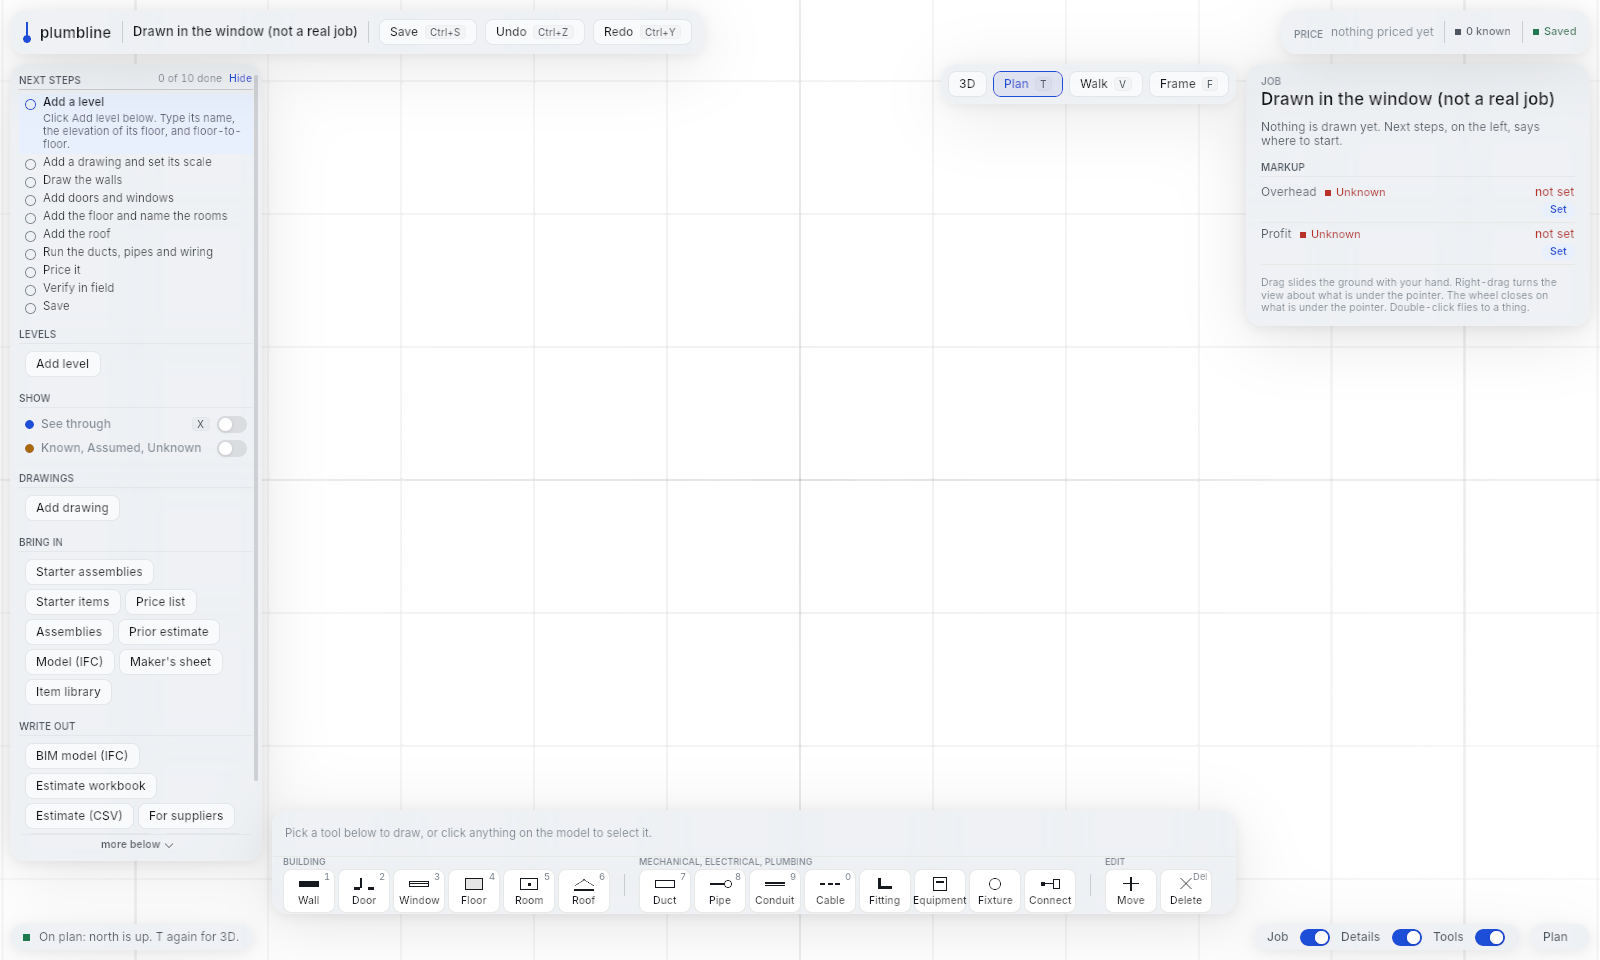 plumbline
Drawn in the window (not a real job)
Save Ctrl+S
Undo Ctrl+Z
Redo Ctrl+Y
PRICE nothing priced yet
0 known
Saved
NEXT STEPS 0 of 10 done Hide
Add a level
Click Add level below. Type its name,
the elevation of its floor, and floor-to-
floor.
Add a drawing and set its scale
Draw the walls
Add doors and windows
Add the floor and name the rooms
Add the roof
Run the ducts, pipes and wiring
Price it
Verify in field
Save
LEVELS
Add level
SHOW
See through X
Known, Assumed, Unknown
DRAWINGS
Add drawing
BRING IN
Starter assemblies
Starter items Price list
Assemblies Prior estimate
Model (IFC) Maker's sheet
Item library
WRITE OUT
BIM model (IFC)
Estimate workbook
Estimate (CSV) For suppliers
more below
3D Plan T Walk V Frame F
JOB
Drawn in the window (not a real job)
Nothing is drawn yet. Next steps, on the left, says
where to start.
MARKUP
Overhead Unknown not set
Set
Profit Unknown not set
Set
Drag slides the ground with your hand. Right-drag turns the
view about what is under the pointer. The wheel closes on
what is under the pointer. Double-click flies to a thing.
Pick a tool below to draw, or click anything on the model to select it.
BUILDING
1 Wall
2 Door
3 Window
4 Floor
5 Room
6 Roof
MECHANICAL, ELECTRICAL, PLUMBING
7 Duct
8 Pipe
9 Conduit
0 Cable
Fitting
Equipment
Fixture
Connect
EDIT
Move
Del Delete
On plan: north is up. T again for 3D.
Job Details Tools Plan